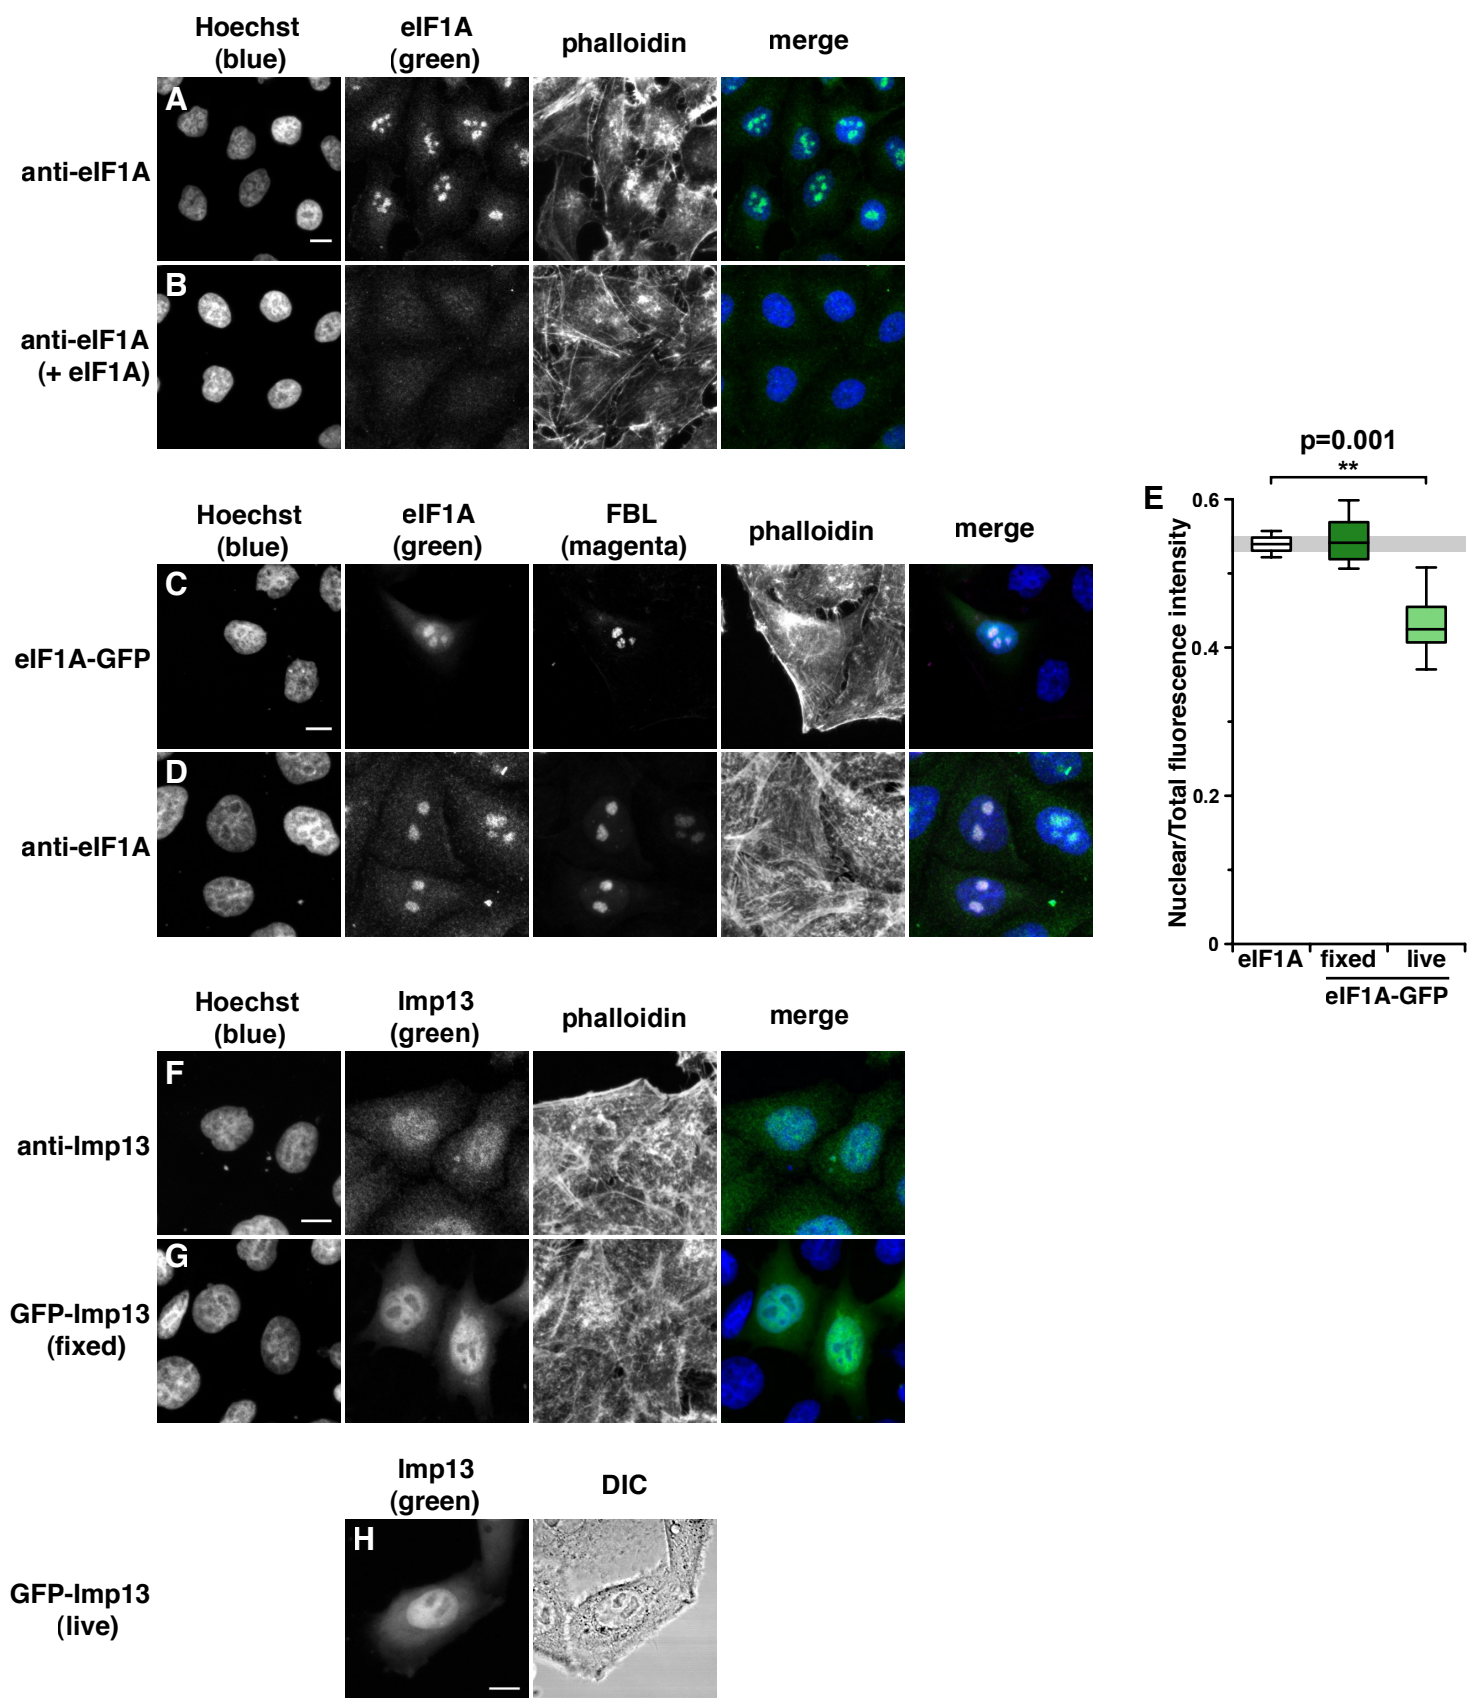 Hoechst
(blue)
eIF1A
(green)
phalloidin
merge
A
anti-eIF1A
B
anti-eIF1A
(+ eIF1A)
Hoechst
(blue)
eIF1A
(green)
FBL
(magenta)
phalloidin
merge
C
eIF1A-GFP
D
anti-eIF1A
E
p=0.001
**
Nuclear/Total fluorescence intensity
0.6
0.4
0.2
0
eIF1A
fixed
live
eIF1A-GFP
Hoechst
(blue)
Imp13
(green)
phalloidin
merge
F
anti-Imp13
G
GFP-Imp13
(fixed)
Imp13
(green)
DIC
H
GFP-Imp13
(live)